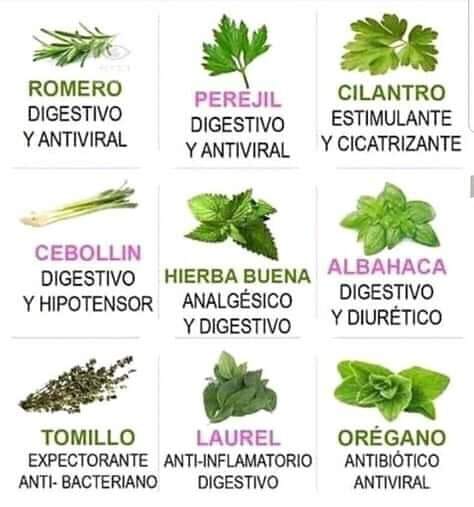 ROMERO
DIGESTIVO
Y ANTIVIRAL
PEREJIL
DIGESTIVO
Y ANTIVIRAL
CILANTRO
ESTIMULANTE
Y CICATRIZANTE
CEBOLLIN
DIGESTIVO
Y HIPOTENSOR
HIERBA BUENA
ANALGÉSICO
Y DIGESTIVO
ALBAHACA
DIGESTIVO
Y DIURÉTICO
TOMILLO
EXPECTORANTE
ANTI- BACTERIANO
LAUREL
ANTI-INFLAMATORIO
DIGESTIVO
ORÉGANO
ANTIBIÓTICO
ANTIVIRAL